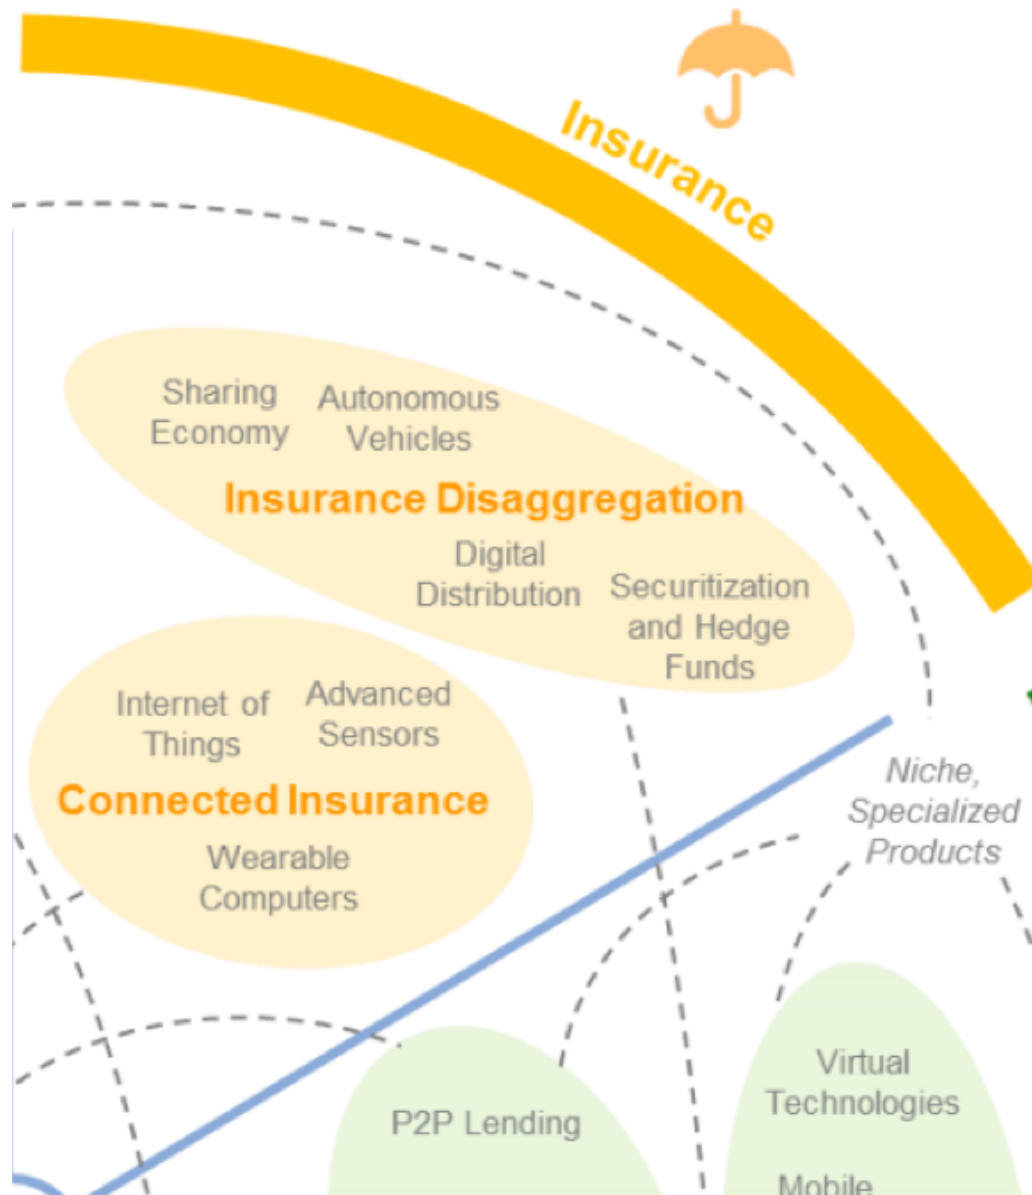 Insurance
Sharing
Economy
Autonomous
Vehicles
Insurance Disaggregation
Digital
Distribution
Securitization
and Hedge
Funds
Internet of
Things
Advanced
Sensors
Connected Insurance
Wearable
Computers
Niche,
Specialized
Products
P2P Lending
Virtual
Technologies
Mobile